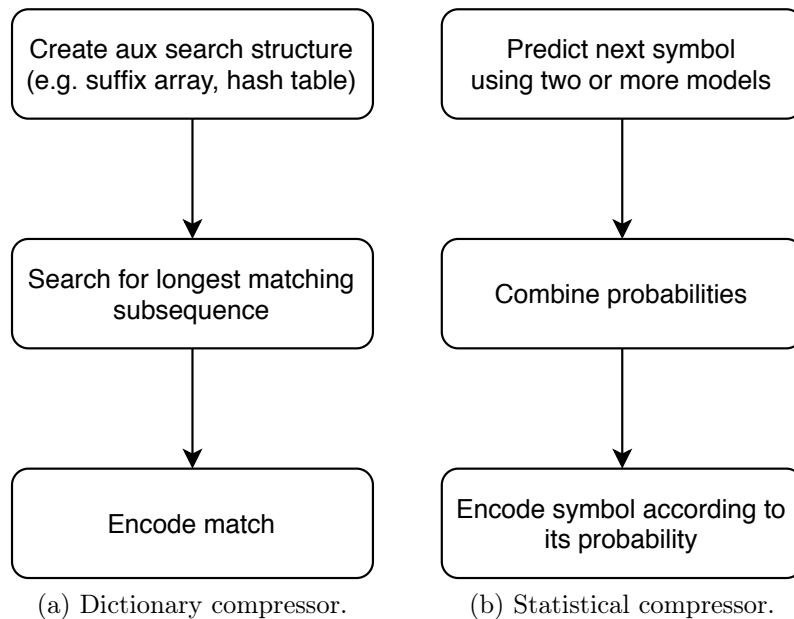 Create aux search structure
(e.g. suffix array, hash table)
Search for longest matching
subsequence
Encode match
(a) Dictionary compressor.
Predict next symbol
using two or more models
Combine probabilities
Encode symbol according to
its probability
(b) Statistical compressor.